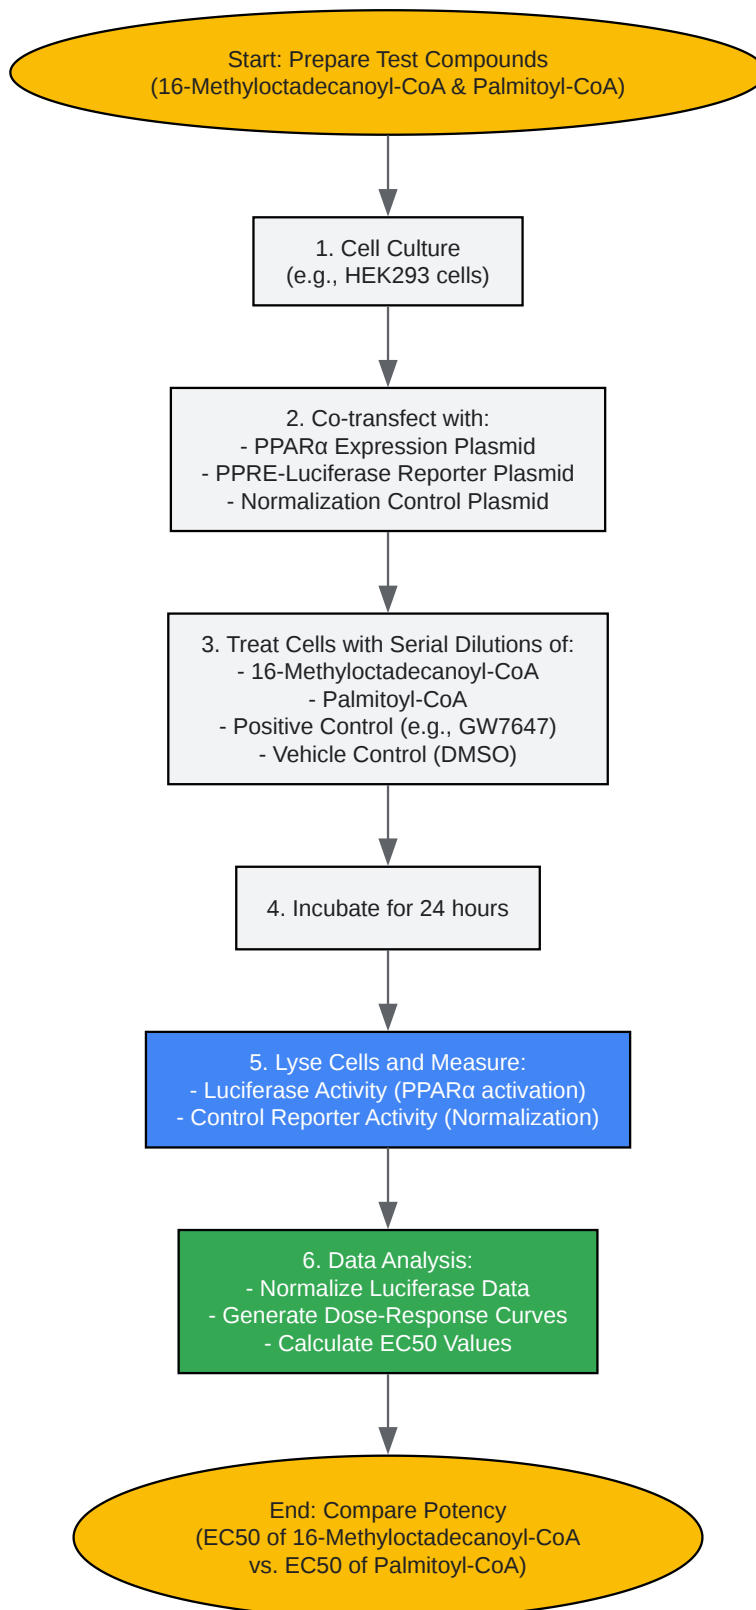 Start: Prepare Test Compounds
(16-Methyloctadecanoyl-CoA & Palmitoyl-CoA)
1. Cell Culture
(e.g., HEK293 cells)
2. Co-transfect with:
- PPARα Expression Plasmid
- PPRE-Luciferase Reporter Plasmid
- Normalization Control Plasmid
3. Treat Cells with Serial Dilutions of:
- 16-Methyloctadecanoyl-CoA
- Palmitoyl-CoA
- Positive Control (e.g., GW7647)
- Vehicle Control (DMSO)
4. Incubate for 24 hours
5. Lyse Cells and Measure:
- Luciferase Activity (PPARα activation)
- Control Reporter Activity (Normalization)
6. Data Analysis:
- Normalize Luciferase Data
- Generate Dose-Response Curves
- Calculate EC50 Values
End: Compare Potency
(EC50 of 16-Methyloctadecanoyl-CoA
vs. EC50 of Palmitoyl-CoA)